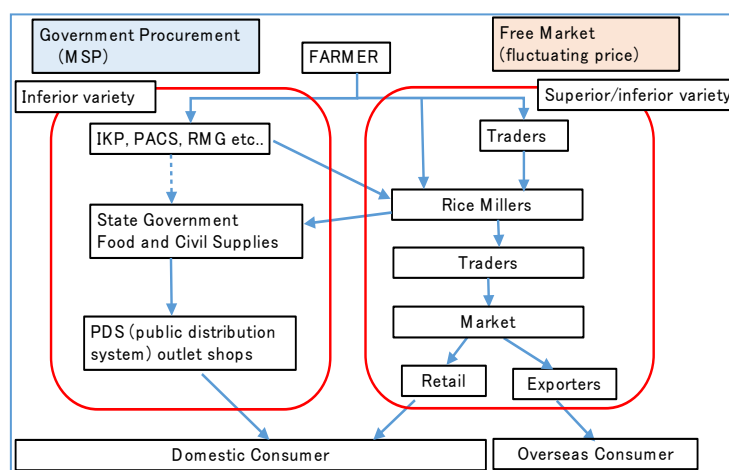 Government Procurement
(MSP)
FARMER
Free Market
(fluctuating price)
Inferior variety
Superior/inferior variety
IKP, PACS, RMG etc..
Traders
Rice Millers
State Government
Food and Civil Supplies
Traders
Market
PDS (public distribution
system) outlet shops
Retail
Exporters
Domestic Consumer
Overseas Consumer